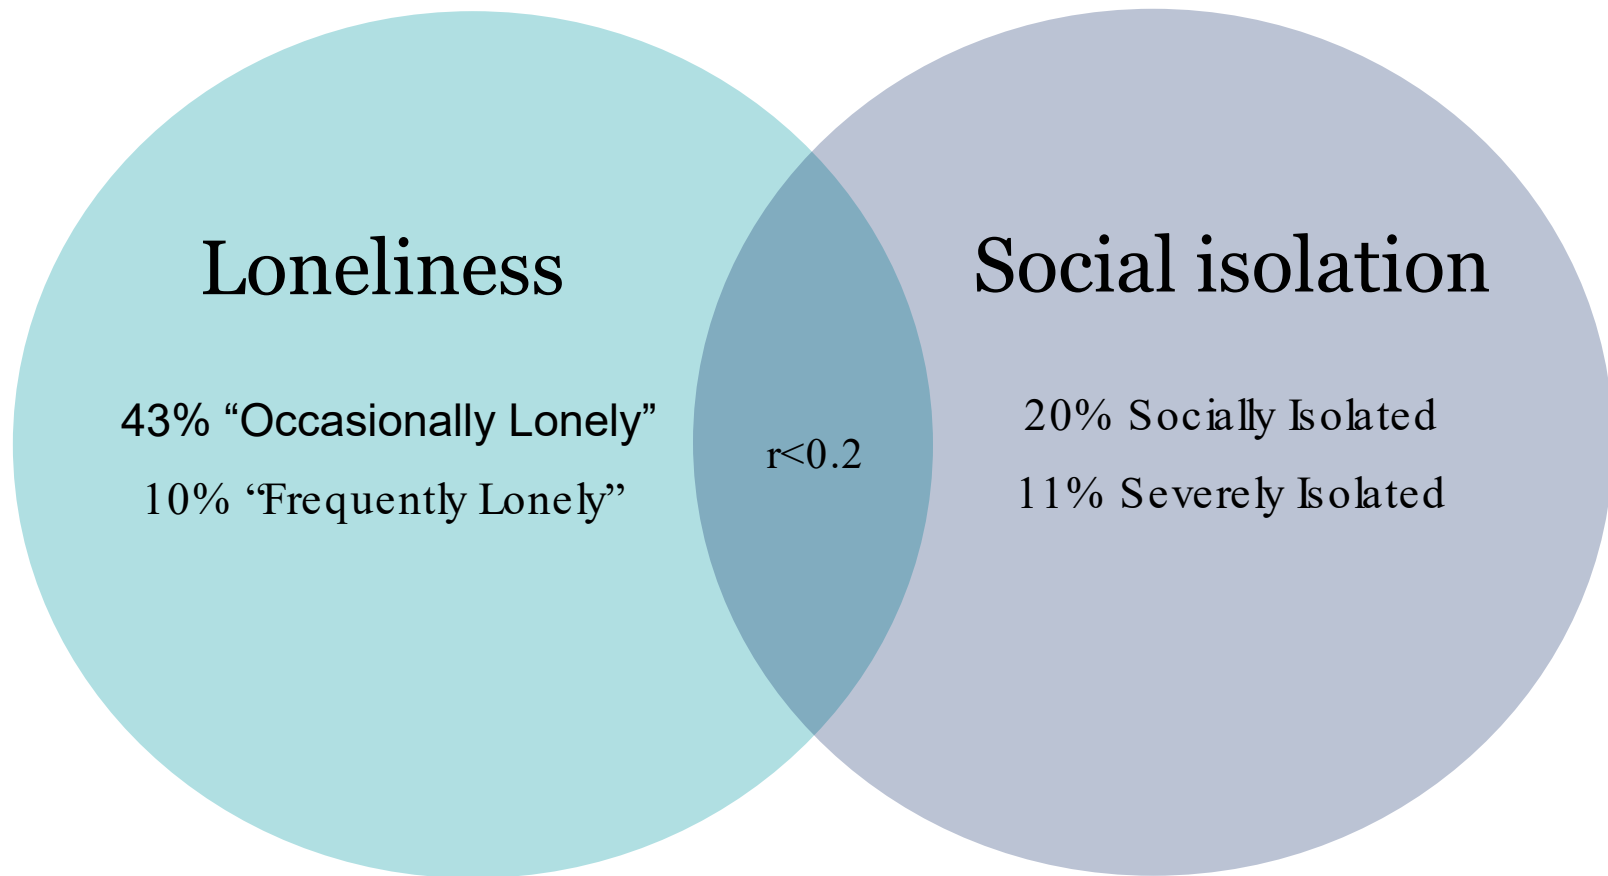 Loneliness
43% “Occasionally Lonely”
10% “Frequently Lonely”
r<0.2
Social isolation
20% Socially Isolated
11% Severely Isolated